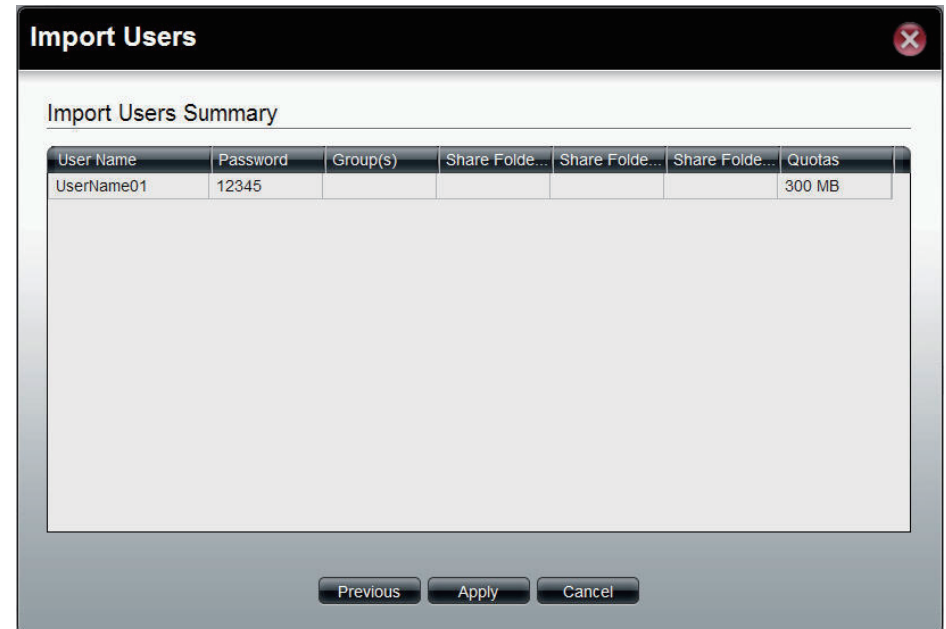 Import Users
Import Users Summary
User Name Password Group(s) Share Folde... Share Folde... Share Folde... Quotas
UserName01 12345 300 MB
Previous Apply Cancel